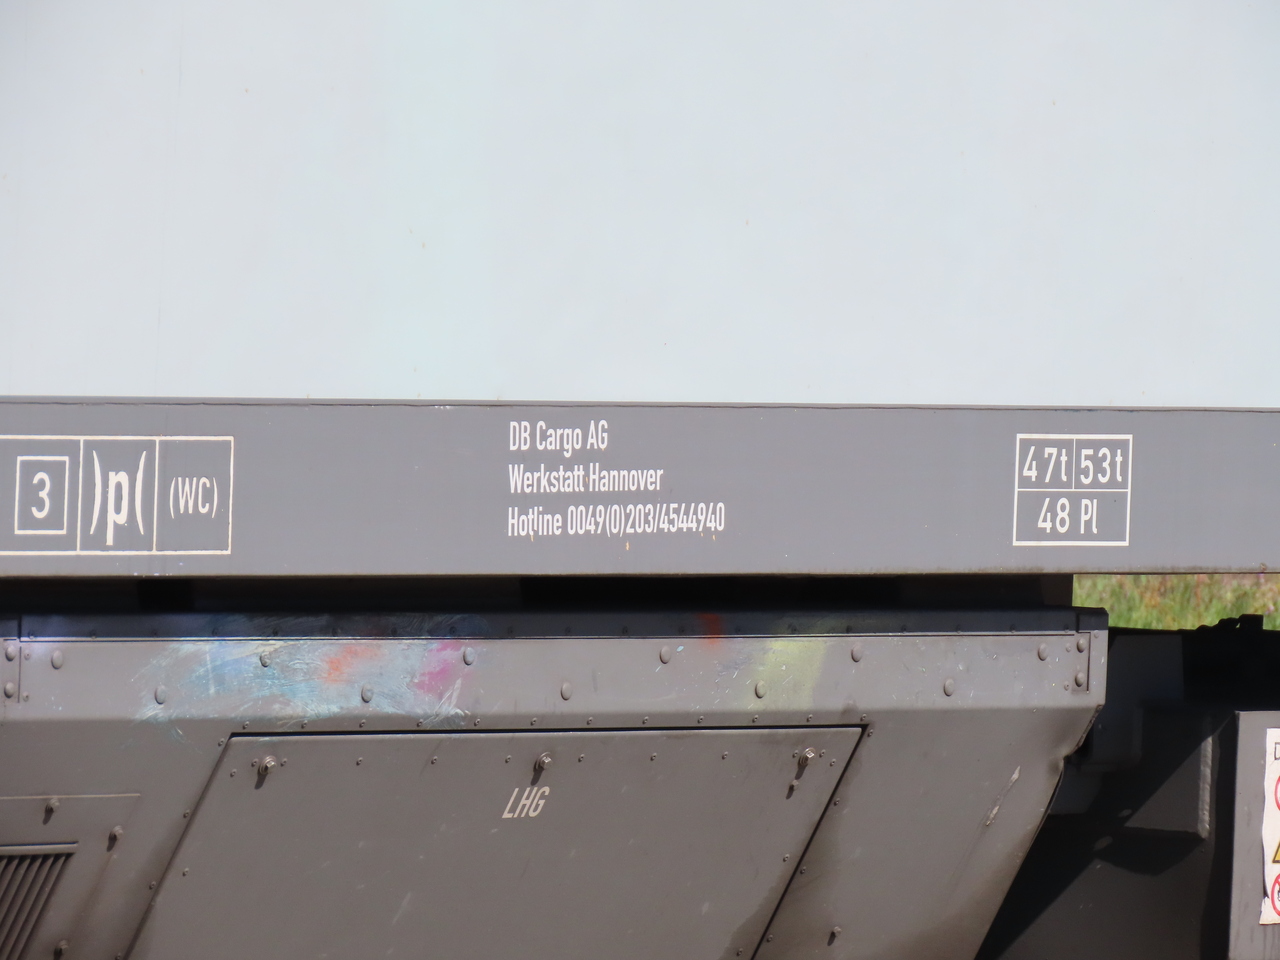 3 )p( (WC)
DB Cargo AG
Werkstatt Hannover
Hotline 0049(0)203/4544940
47t 53t
48 Pl
LHG